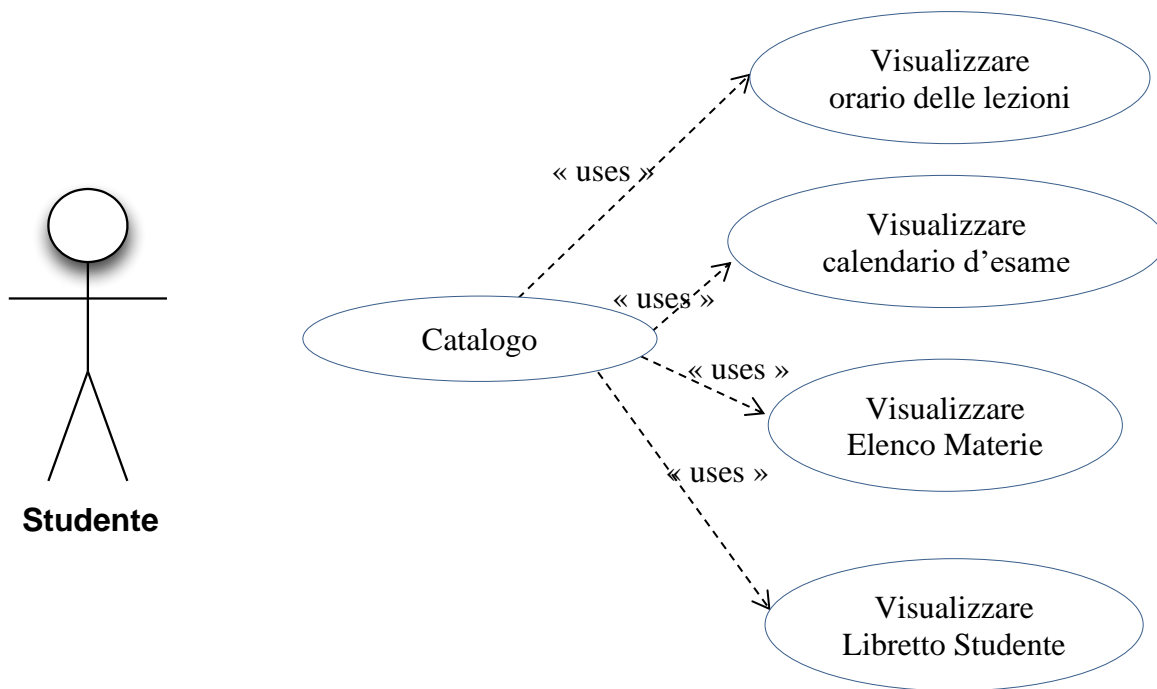 Visualizzare
orario delle lezioni
« uses »
Visualizzare
calendario d’esame
« uses »
Catalogo
« uses »
Visualizzare
Elenco Materie
« uses »
Studente
Visualizzare
Libretto Studente